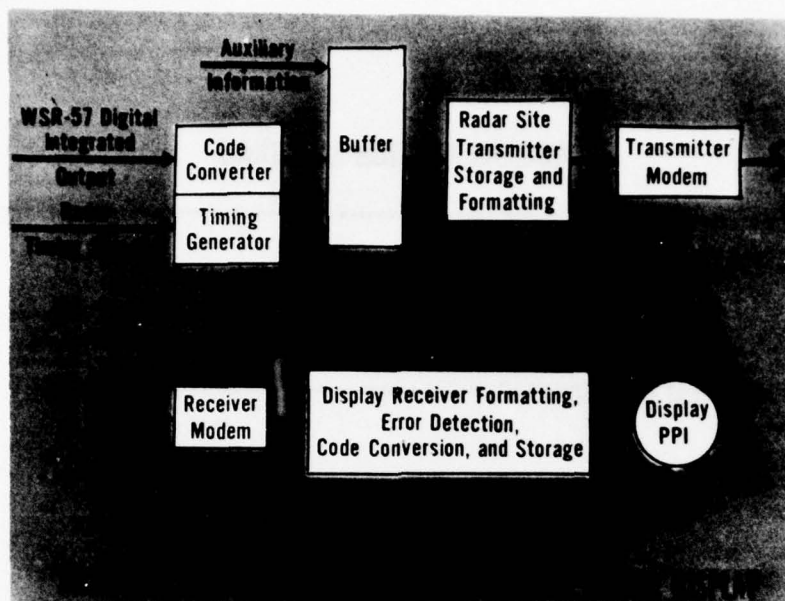 Auxiliary
Information
WSR-57 Digital
Integrated
Output
Code
Converter
Timing
Generator
Buffer
Radar Site
Transmitter
Storage and
Formatting
Transmitter
Modem
Receiver
Modem
Display Receiver Formatting,
Error Detection,
Code Conversion, and Storage
Display
PPI